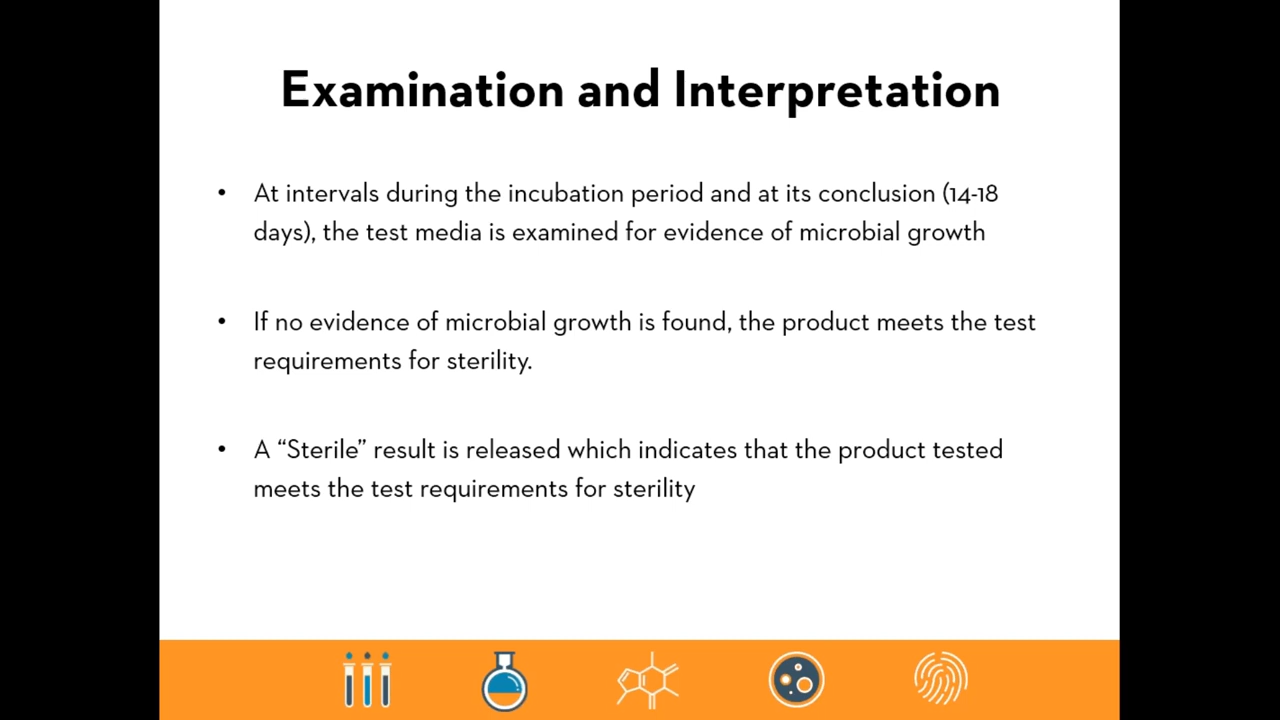 Examination and Interpretation
• At intervals during the incubation period and at its conclusion (14-18
days), the test media is examined for evidence of microbial growth
• If no evidence of microbial growth is found, the product meets the test
requirements for sterility.
• A “Sterile” result is released which indicates that the product tested
meets the test requirements for sterility